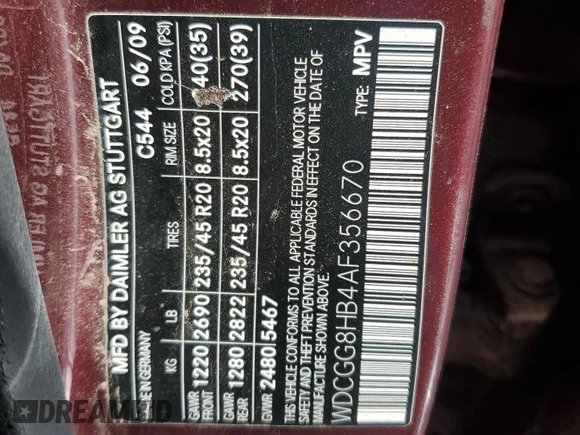 MFD BY DAIMLER AG STUTTGART
MADE IN GERMANY C544 06/09
KG LB TIRES RIM SIZE COLD KPA (PSI)
GAWR FRONT 1220 2690 235/45 R20 8.5x20 40(35)
GAWR REAR 1280 2822 235/45 R20 8.5x20 270(39)
GVWR 2480 5467
THIS VEHICLE CONFORMS TO ALL APPLICABLE FEDERAL MOTOR VEHICLE
SAFETY AND THEFT PREVENTION STANDARDS IN EFFECT ON THE DATE OF
MANUFACTURE SHOWN ABOVE.
WDCGG8HB4AF356670 TYPE: MPV
DREAMBID